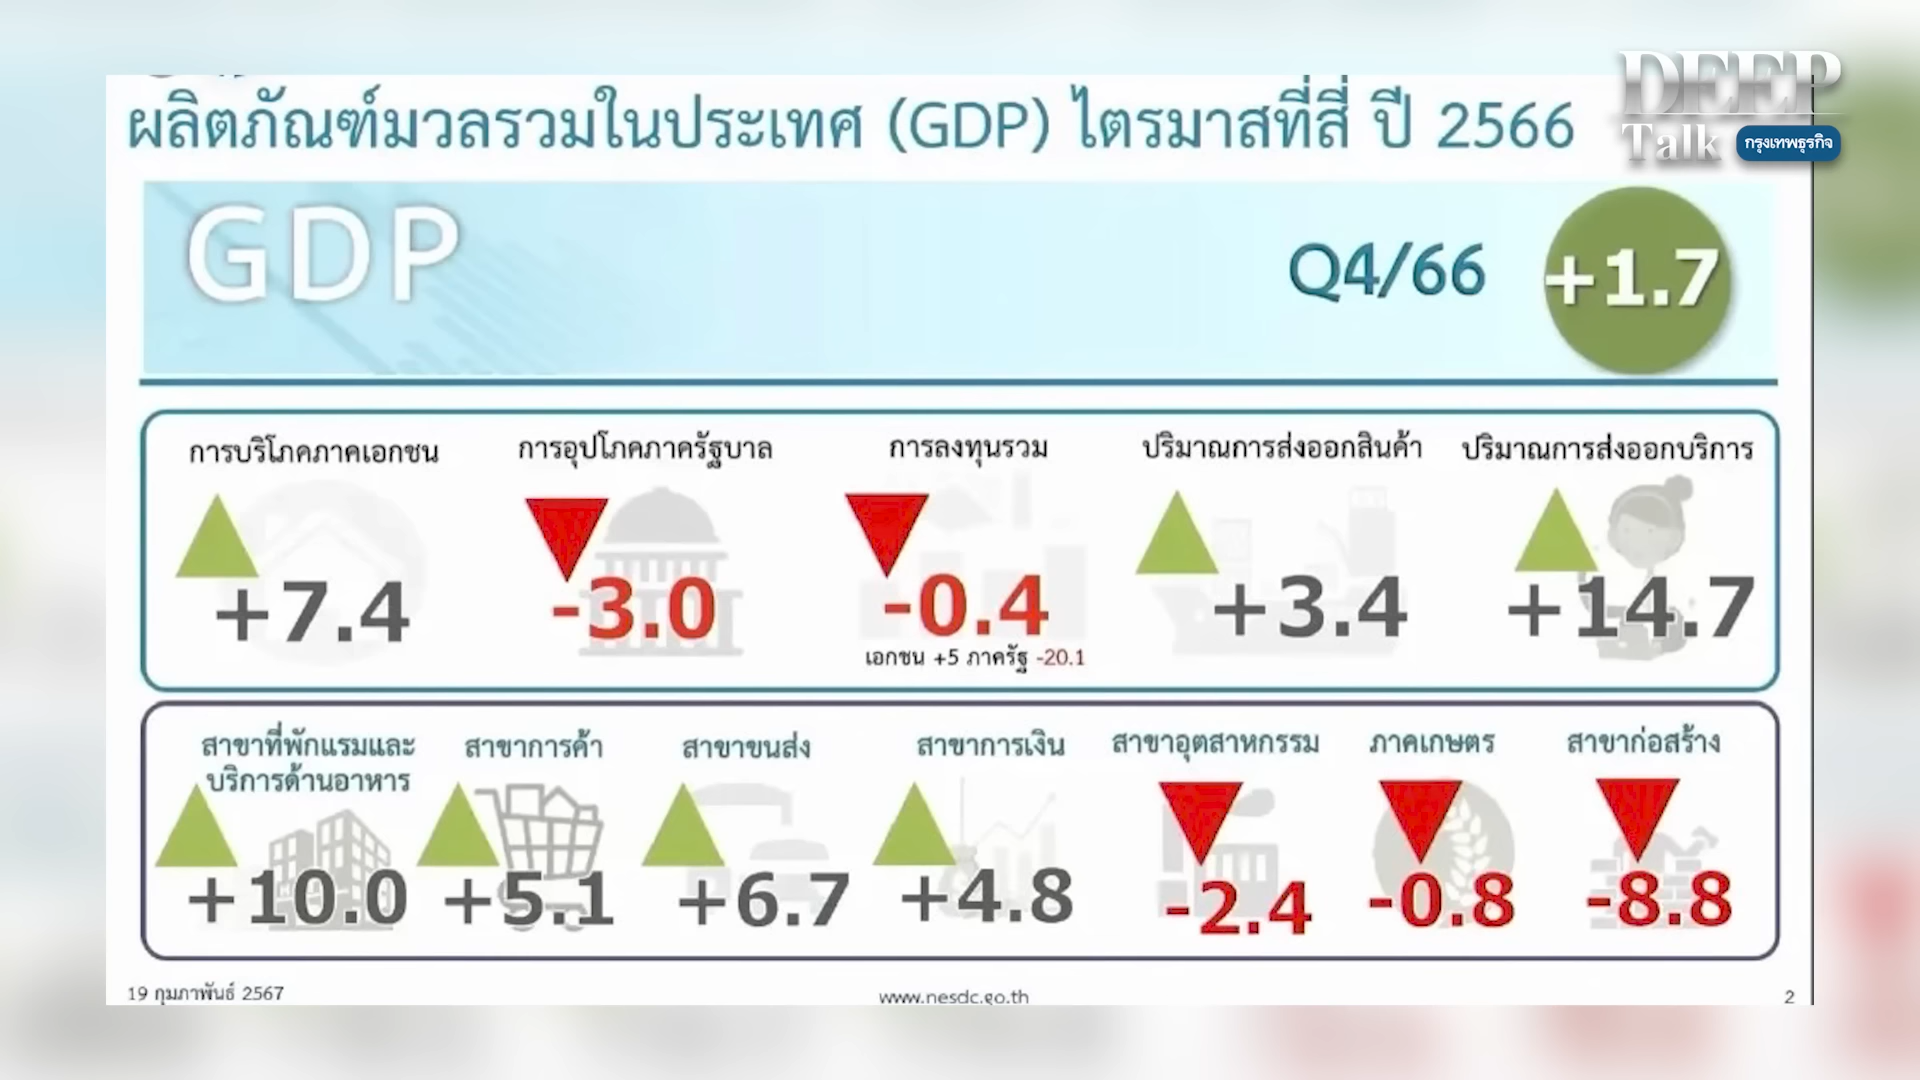 DEEP
Talk กรุงเทพธุรกิจ
ผลิตภัณฑ์มวลรวมในประเทศ (GDP) ไตรมาสที่สี่ ปี 2566
GDP
Q4/66
+1.7
การบริโภคภาคเอกชน
+7.4
การอุปโภคภาครัฐบาล
-3.0
การลงทุนรวม
-0.4
เอกชน +5 ภาครัฐ -20.1
ปริมาณการส่งออกสินค้า
+3.4
ปริมาณการส่งออกบริการ
+14.7
สาขาที่พักแรมและ
บริการด้านอาหาร
+10.0
สาขาการค้า
+5.1
สาขาขนส่ง
+6.7
สาขาการเงิน
+4.8
สาขาอุตสาหกรรม
-2.4
ภาคเกษตร
-0.8
สาขาก่อสร้าง
-8.8
19 กุมภาพันธ์ 2567
www.nesdc.go.th
2